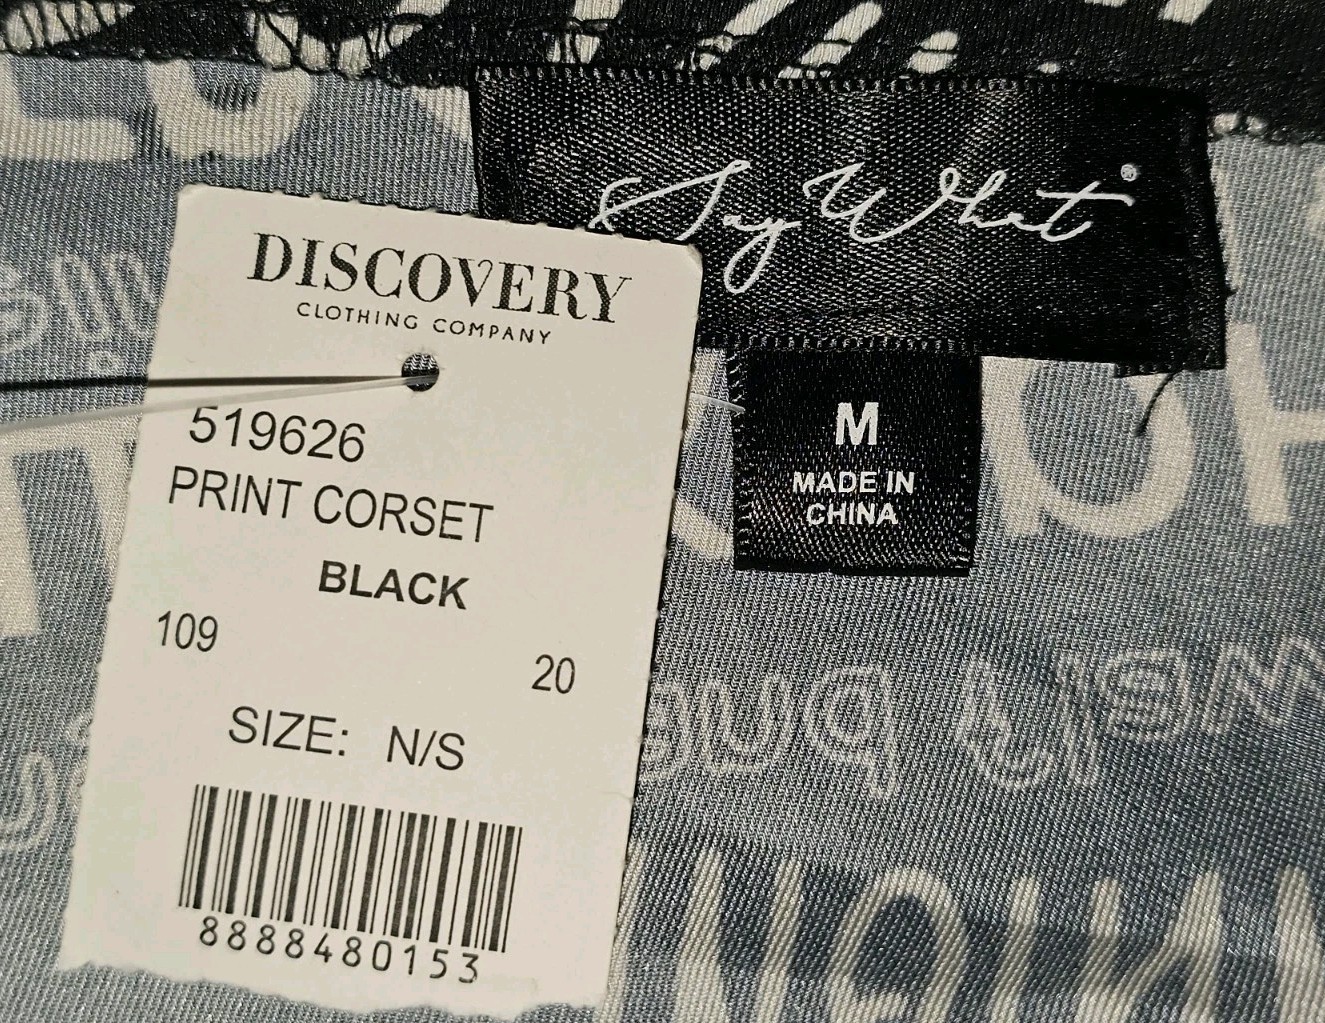 Say What
DISCOVERY
CLOTHING COMPANY
519626
PRINT CORSET
BLACK
109
20
SIZE: N/S
8888480153
M
MADE IN
CHINA